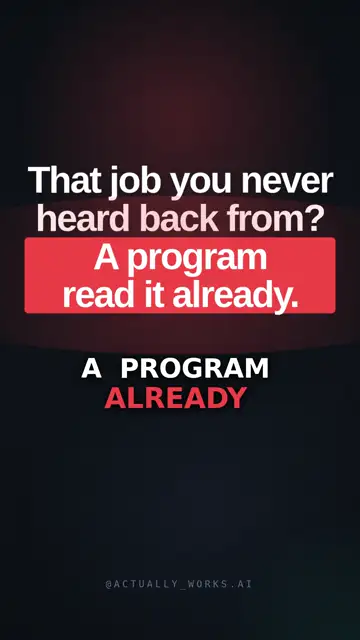 That job you never
heard back from?
A program
read it already.
A PROGRAM
ALREADY
@ACTUALLY_WORKS.AI